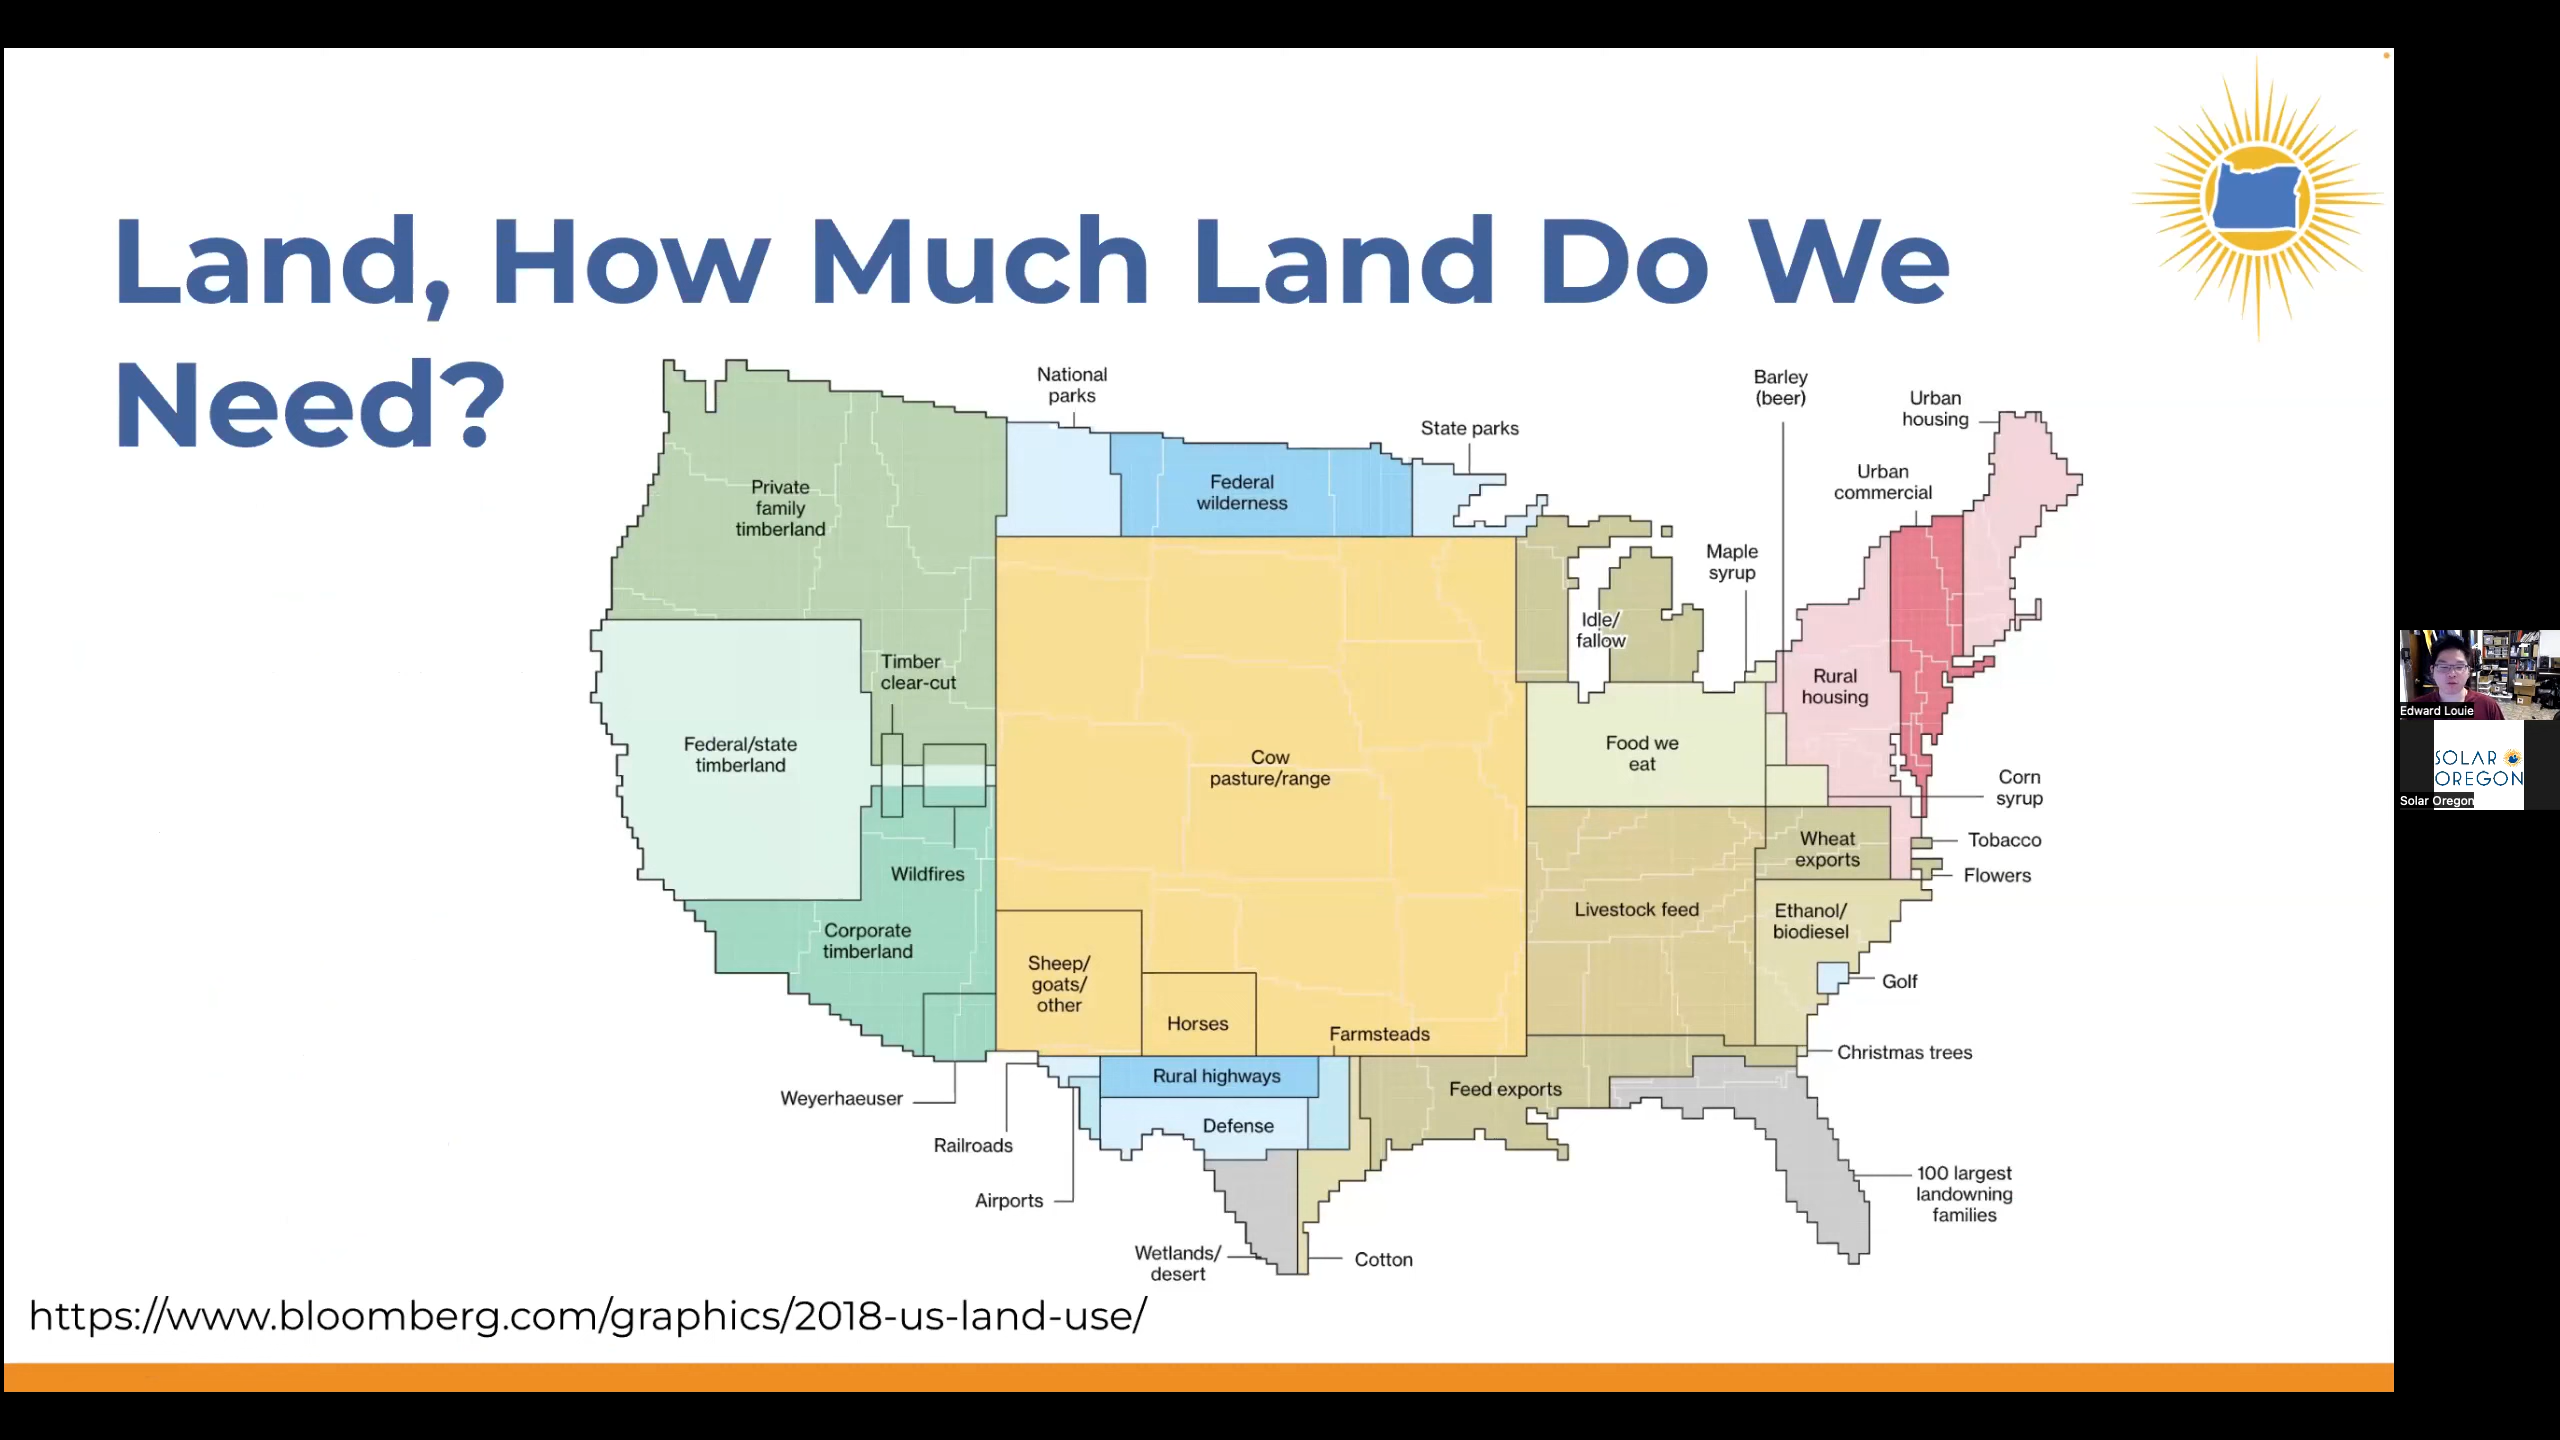 Land, How Much Land Do We
Need?
National
parks
State parks
Barley
(beer)
Urban
housing
Urban
commercial
Private
family
timberland
Federal
wilderness
Maple
syrup
Idle/
fallow
Timber
clear-cut
Rural
housing
Federal/state
timberland
Cow
pasture/range
Food we
eat
Corn
syrup
Wildfires
Wheat
exports
Tobacco
Flowers
Corporate
timberland
Livestock feed
Ethanol/
biodiesel
Sheep/
goats/
other
Horses
Farmsteads
Golf
Christmas trees
Rural highways
Feed exports
Weyerhaeuser
Defense
Railroads
Airports
100 largest
landowning
families
Wetlands/
desert
Cotton
https://www.bloomberg.com/graphics/2018-us-land-use/
Edward Louie
SOLAR
OREGON
Solar Oregon